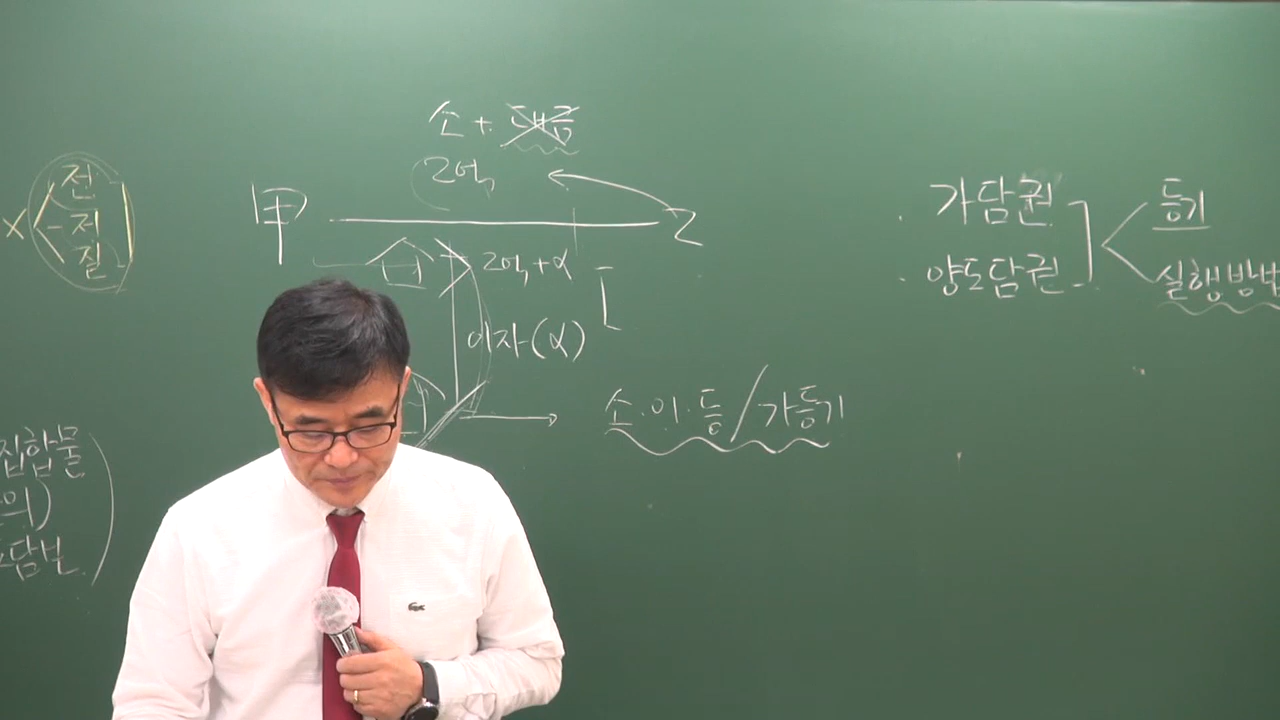 전
X - 저
질
집합물
의)
담보
소 + 대금
2억
甲
乙
2억 + α
이자(α)
소.이.등/가등기
가담권
양도담권
등기
실행방법